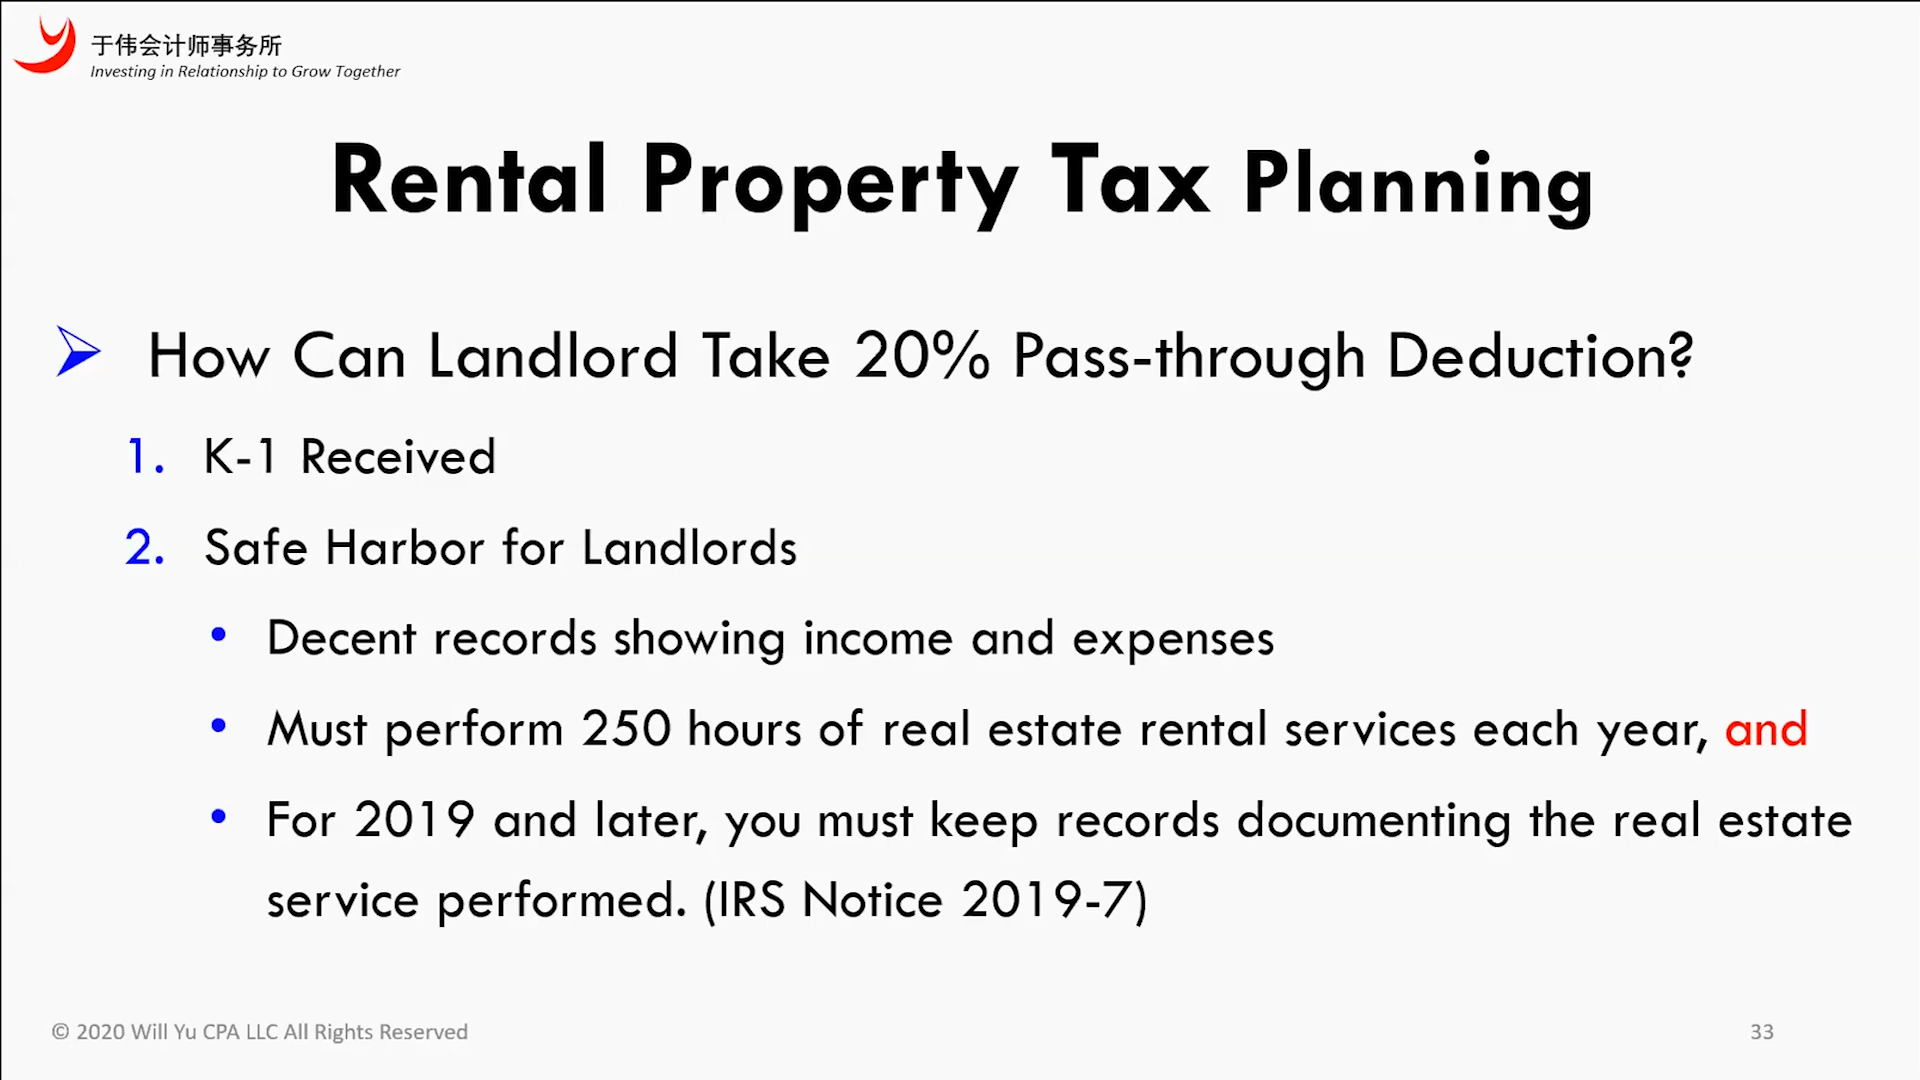 于伟会计师事务所
Investing in Relationship to Grow Together
Rental Property Tax Planning
How Can Landlord Take 20% Pass-through Deduction?
1. K-1 Received
2. Safe Harbor for Landlords
• Decent records showing income and expenses
• Must perform 250 hours of real estate rental services each year, and
• For 2019 and later, you must keep records documenting the real estate
service performed. (IRS Notice 2019-7)
© 2020 Will Yu CPA LLC All Rights Reserved
33